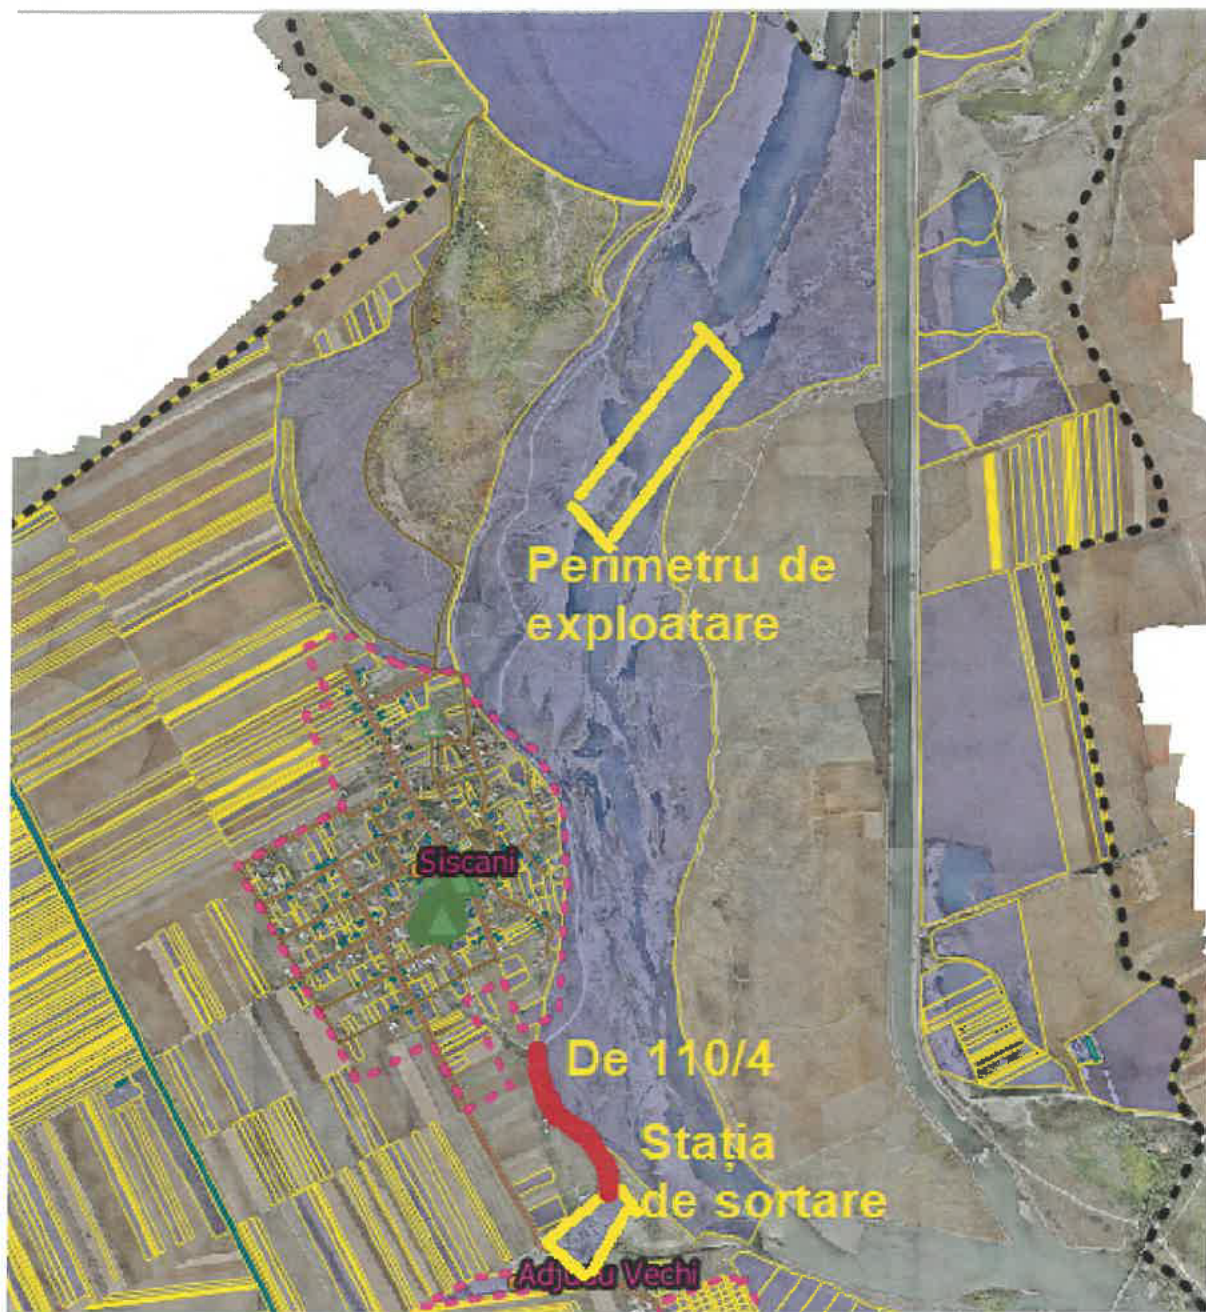 Perimetru de
exploatare
Siscani
De 110/4
Stația
de sortare
Adjudu Vechi